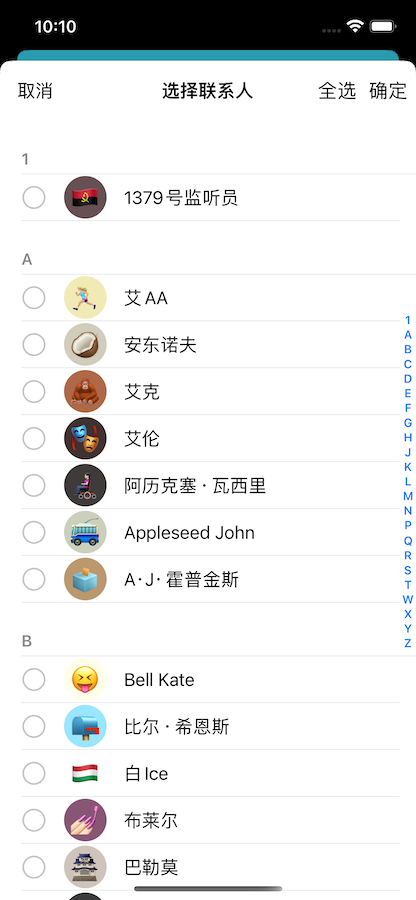 10:10
取消 选择联系人 全选 确定
1
1379号监听员
A
艾AA
安东诺夫
艾克
艾伦
阿历克塞·瓦西里
Appleseed John
A·J·霍普金斯
B
Bell Kate
比尔·希恩斯
白Ice
布莱尔
巴勒莫
1
A
B
C
D
E
F
G
H
J
K
L
M
N
P
Q
R
S
T
W
X
Y
Z